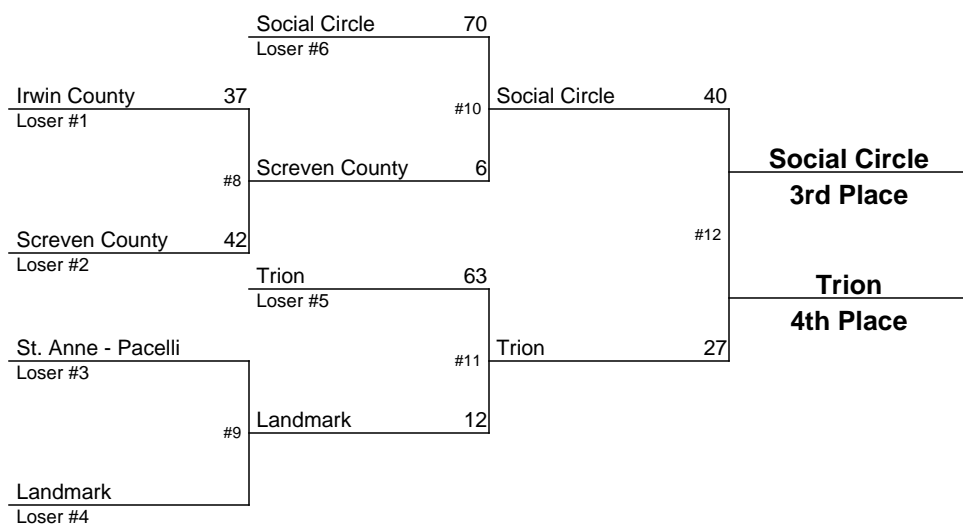 Social Circle 70
Loser #6
Irwin County 37
#10 Social Circle 40
Loser #1
Social Circle
Screven County 6
#8
3rd Place
Screven County 42
#12
Loser #2
Trion 63
Trion
Loser #5
4th Place
St. Anne - Pacelli
#11 Trion 27
Loser #3
Landmark 12
#9
Landmark
Loser #4